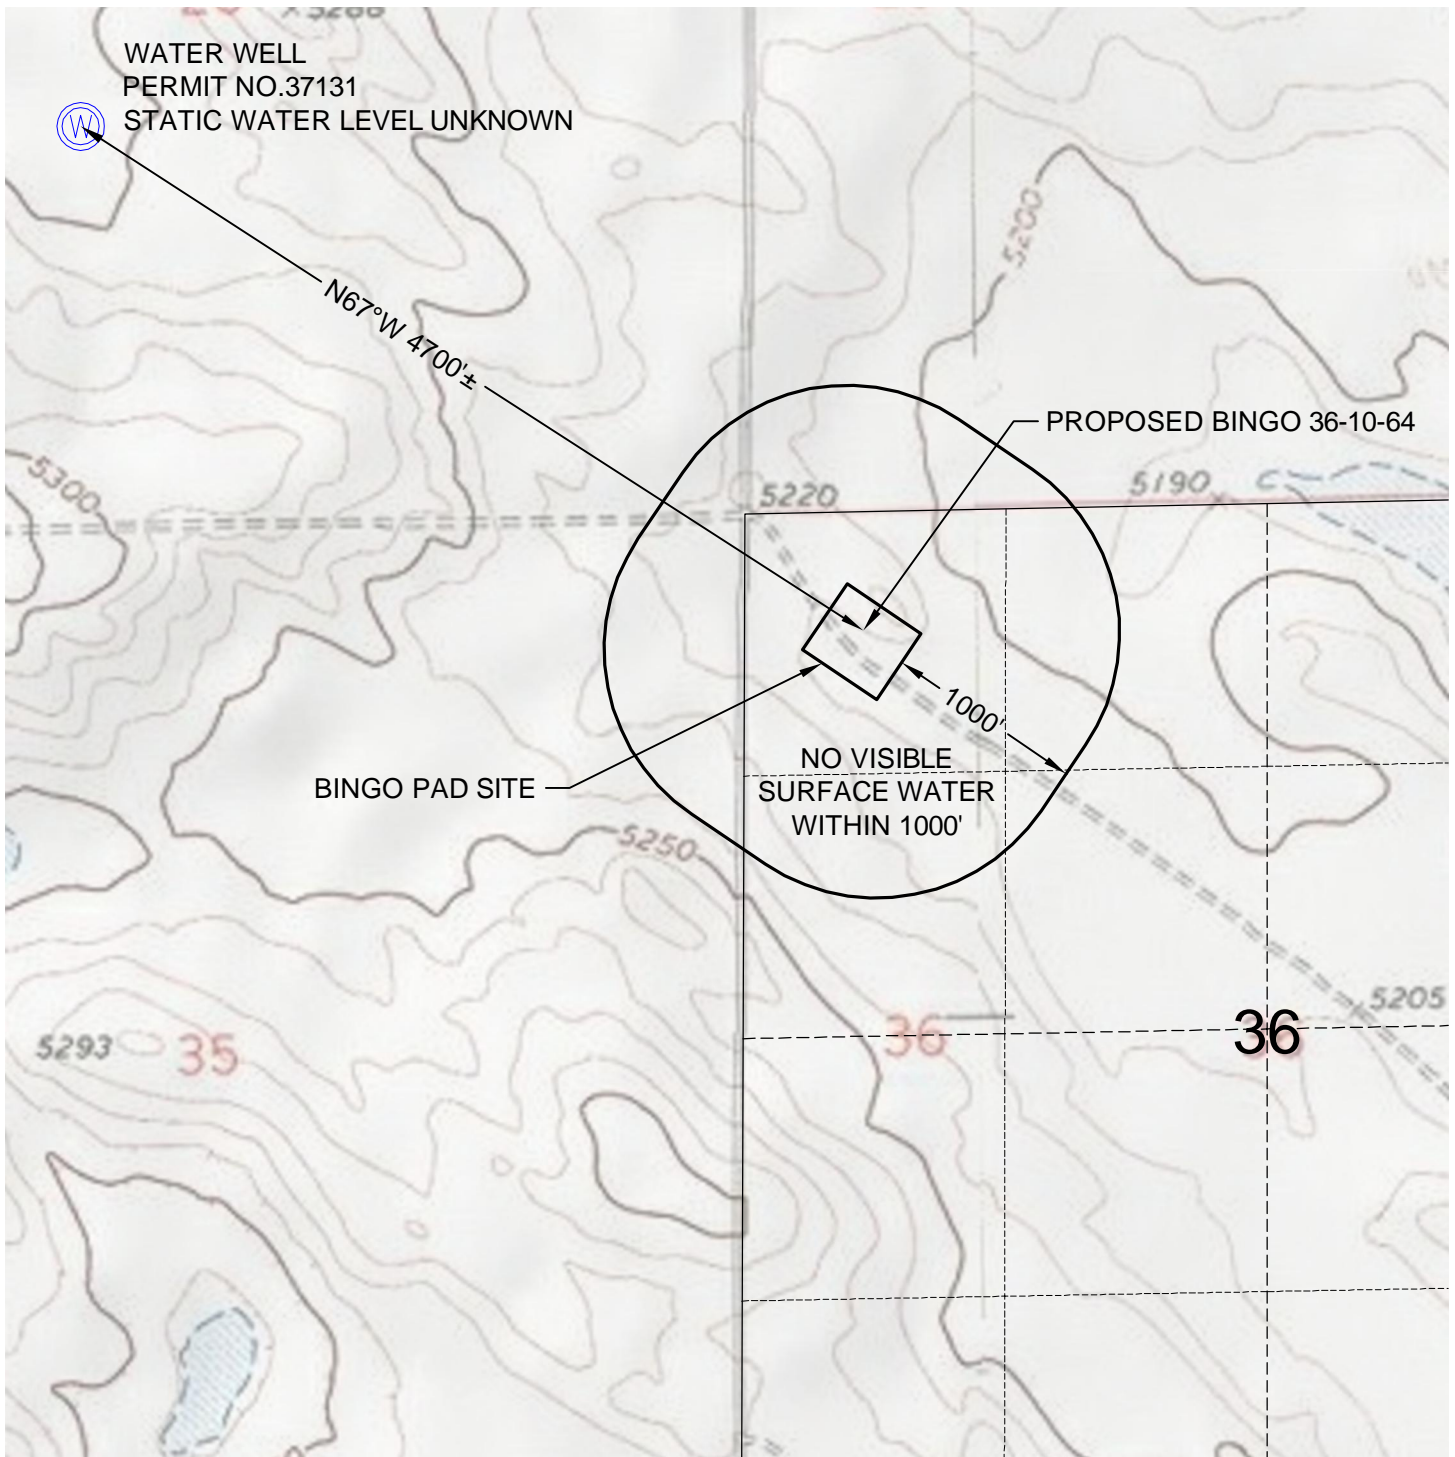 5288
WATER WELL
PERMIT NO.37131
STATIC WATER LEVEL UNKNOWN
W
5200
N67°W 4700'±
PROPOSED BINGO 36-10-64
5300
5220
5190
1000'
NO VISIBLE
SURFACE WATER
WITHIN 1000'
BINGO PAD SITE
5250
5205
5293
35
36
36